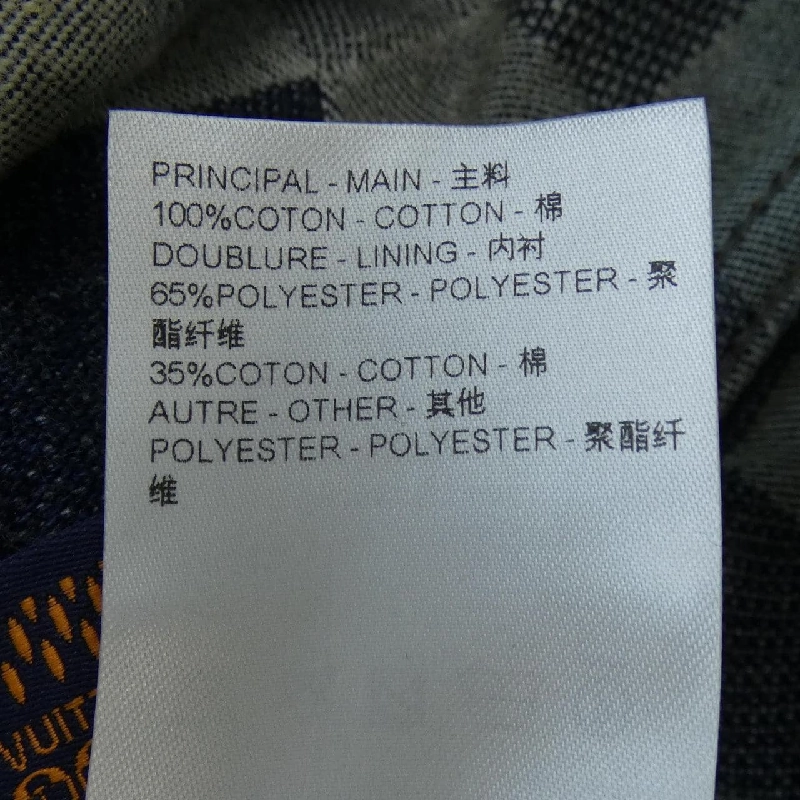 PRINCIPAL - MAIN - 主料
100%COTON - COTTON - 棉
DOUBLURE - LINING - 内衬
65%POLYESTER - POLYESTER - 聚
酯纤维
35%COTON - COTTON - 棉
AUTRE - OTHER - 其他
POLYESTER - POLYESTER - 聚酯纤
维
VUITT